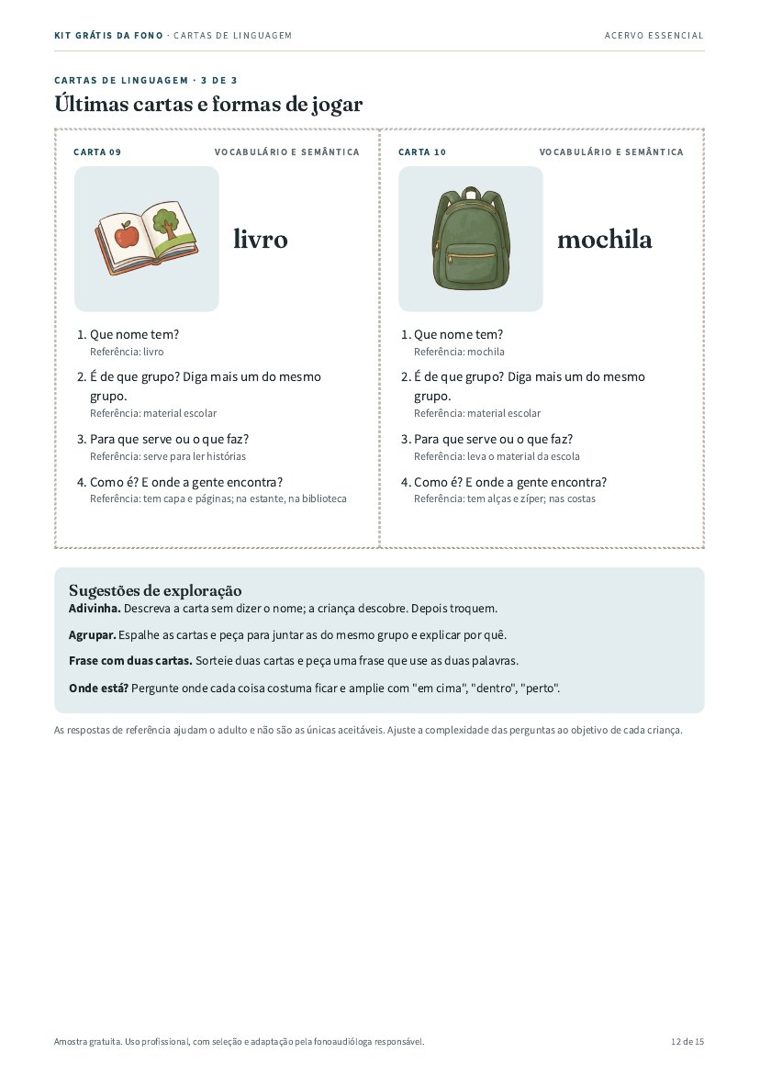 KIT GRÁTIS DA FONO · CARTAS DE LINGUAGEM
ACERVO ESSENCIAL
CARTAS DE LINGUAGEM · 3 DE 3
Últimas cartas e formas de jogar
CARTA 09
VOCABULÁRIO E SEMÂNTICA
livro
1. Que nome tem?
Referência: livro
2. É de que grupo? Diga mais um do mesmo
grupo.
Referência: material escolar
3. Para que serve ou o que faz?
Referência: serve para ler histórias
4. Como é? E onde a gente encontra?
Referência: tem capa e páginas; na estante, na biblioteca
CARTA 10
VOCABULÁRIO E SEMÂNTICA
mochila
1. Que nome tem?
Referência: mochila
2. É de que grupo? Diga mais um do mesmo
grupo.
Referência: material escolar
3. Para que serve ou o que faz?
Referência: leva o material da escola
4. Como é? E onde a gente encontra?
Referência: tem alças e zíper; nas costas
Sugestões de exploração
Adivinha. Descreva a carta sem dizer o nome; a criança descobre. Depois troquem.
Agrupar. Espalhe as cartas e peça para juntar as do mesmo grupo e explicar por quê.
Frase com duas cartas. Sorteie duas cartas e peça uma frase que use as duas palavras.
Onde está? Pergunte onde cada coisa costuma ficar e amplie com "em cima", "dentro", "perto".
As respostas de referência ajudam o adulto e não são as únicas aceitáveis. Ajuste a complexidade das perguntas ao objetivo de cada criança.
Amostra gratuita. Uso profissional, com seleção e adaptação pela fonoaudióloga responsável.
12 de 15